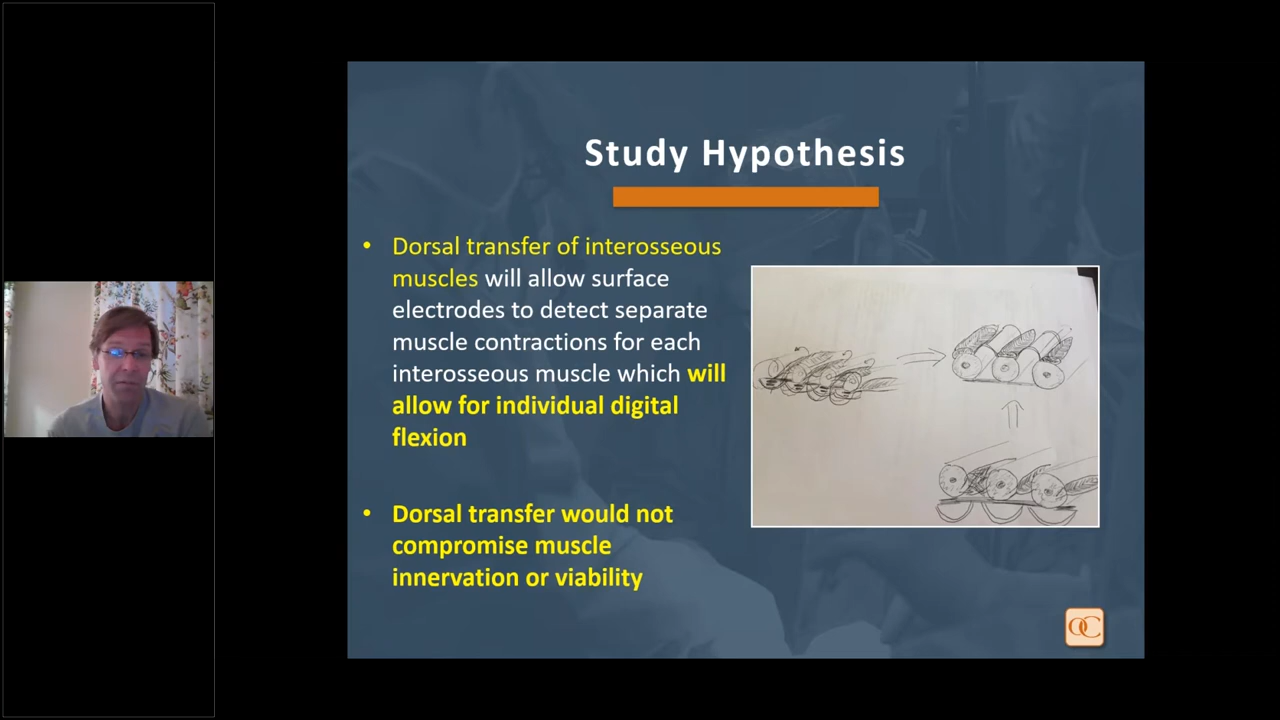 Study Hypothesis
• Dorsal transfer of interosseous
muscles will allow surface
electrodes to detect separate
muscle contractions for each
interosseous muscle which will
allow for individual digital
flexion
• Dorsal transfer would not
compromise muscle
innervation or viability
OC